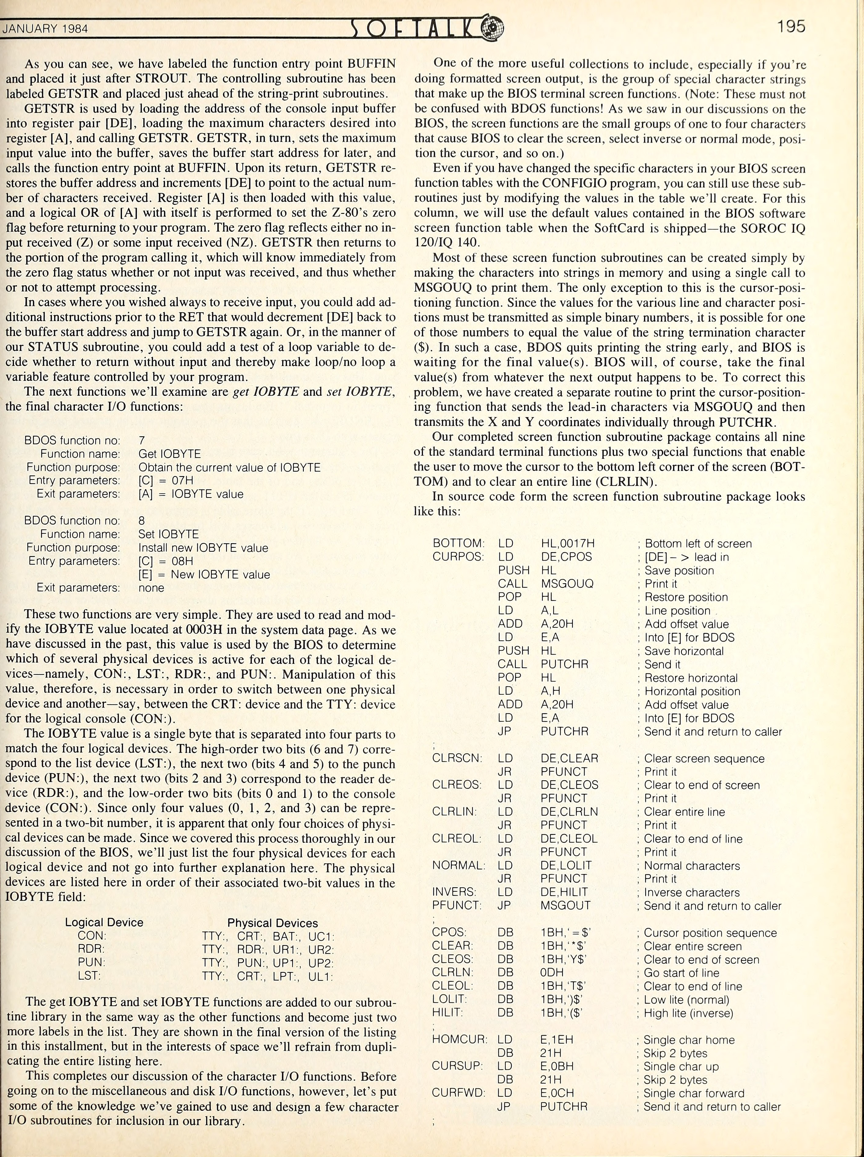 JANUARY 1984
SOFTALK
195
As you can see, we have labeled the function entry point BUFFIN
and placed it just after STROUT. The controlling subroutine has been
labeled GETSTR and placed just ahead of the string-print subroutines.
GETSTR is used by loading the address of the console input buffer
into register pair [DE], loading the maximum characters desired into
register [A], and calling GETSTR. GETSTR, in turn, sets the maximum
input value into the buffer, saves the buffer start address for later, and
calls the function entry point at BUFFIN. Upon its return, GETSTR re-
stores the buffer address and increments [DE] to point to the actual num-
ber of characters received. Register [A] is then loaded with this value,
and a logical OR of [A] with itself is performed to set the Z-80's zero
flag before returning to your program. The zero flag reflects either no in-
put received (Z) or some input received (NZ). GETSTR then returns to
the portion of the program calling it, which will know immediately from
the zero flag status whether or not input was received, and thus whether
or not to attempt processing.
In cases where you wished always to receive input, you could add ad-
ditional instructions prior to the RET that would decrement [DE] back to
the buffer start address and jump to GETSTR again. Or, in the manner of
our STATUS subroutine, you could add a test of a loop variable to de-
cide whether to return without input and thereby make loop/no loop a
variable feature controlled by your program.
The next functions we'll examine are get IOBYTE and set IOBYTE,
the final character I/O functions:
BDOS function no: 7
Function name: Get IOBYTE
Function purpose: Obtain the current value of IOBYTE
Entry parameters: [C] = 07H
Exit parameters: [A] = IOBYTE value
BDOS function no: 8
Function name: Set IOBYTE
Function purpose: Install new IOBYTE value
Entry parameters: [C] = 08H
[E] = New IOBYTE value
Exit parameters: none
These two functions are very simple. They are used to read and mod-
ify the IOBYTE value located at 0003H in the system data page. As we
have discussed in the past, this value is used by the BIOS to determine
which of several physical devices is active for each of the logical de-
vices—namely, CON:, LST:, RDR:, and PUN:. Manipulation of this
value, therefore, is necessary in order to switch between one physical
device and another—say, between the CRT: device and the TTY: device
for the logical console (CON:).
The IOBYTE value is a single byte that is separated into four parts to
match the four logical devices. The high-order two bits (6 and 7) corre-
spond to the list device (LST:), the next two (bits 4 and 5) to the punch
device (PUN:), the next two (bits 2 and 3) correspond to the reader de-
vice (RDR:), and the low-order two bits (bits 0 and 1) to the console
device (CON:). Since only four values (0, 1, 2, and 3) can be repre-
sented in a two-bit number, it is apparent that only four choices of physi-
cal devices can be made. Since we covered this process thoroughly in our
discussion of the BIOS, we'll just list the four physical devices for each
logical device and not go into further explanation here. The physical
devices are listed here in order of their associated two-bit values in the
IOBYTE field:
Logical Device Physical Devices
CON: TTY:, CRT:, BAT:, UC1:
RDR: TTY:, RDR:, UR1:, UR2:
PUN: TTY:, PUN:, UP1:, UP2:
LST: TTY:, CRT:, LPT:, UL1:
The get IOBYTE and set IOBYTE functions are added to our subrou-
tine library in the same way as the other functions and become just two
more labels in the list. They are shown in the final version of the listing
in this installment, but in the interests of space we'll refrain from dupli-
cating the entire listing here.
This completes our discussion of the character I/O functions. Before
going on to the miscellaneous and disk I/O functions, however, let's put
some of the knowledge we've gained to use and design a few character
I/O subroutines for inclusion in our library.
One of the more useful collections to include, especially if you're
doing formatted screen output, is the group of special character strings
that make up the BIOS terminal screen functions. (Note: These must not
be confused with BDOS functions! As we saw in our discussions on the
BIOS, the screen functions are the small groups of one to four characters
that cause BIOS to clear the screen, select inverse or normal mode, posi-
tion the cursor, and so on.)
Even if you have changed the specific characters in your BIOS screen
function tables with the CONFIGIO program, you can still use these sub-
routines just by modifying the values in the table we'll create. For this
column, we will use the default values contained in the BIOS software
screen function table when the SoftCard is shipped—the SOROC IQ
120/IQ 140.
Most of these screen function subroutines can be created simply by
making the characters into strings in memory and using a single call to
MSGOUQ to print them. The only exception to this is the cursor-posi-
tioning function. Since the values for the various line and character posi-
tions must be transmitted as simple binary numbers, it is possible for one
of those numbers to equal the value of the string termination character
($). In such a case, BDOS quits printing the string early, and BIOS is
waiting for the final value(s). BIOS will, of course, take the final
value(s) from whatever the next output happens to be. To correct this
problem, we have created a separate routine to print the cursor-position-
ing function that sends the lead-in characters via MSGOUQ and then
transmits the X and Y coordinates individually through PUTCHR.
Our completed screen function subroutine package contains all nine
of the standard terminal functions plus two special functions that enable
the user to move the cursor to the bottom left corner of the screen (BOT-
TOM) and to clear an entire line (CLRLIN).
In source code form the screen function subroutine package looks
like this:
BOTTOM: LD HL,0017H ; Bottom left of screen
CURPOS: LD DE,CPOS ; [DE] -> lead in
PUSH HL ; Save position
CALL MSGOUQ ; Print it
POP HL ; Restore position
LD A,L ; Line position
ADD A,20H ; Add offset value
LD E,A ; Into [E] for BDOS
PUSH HL ; Save horizontal
CALL PUTCHR ; Send it
POP HL ; Restore horizontal
LD A,H ; Horizontal position
ADD A,20H ; Add offset value
LD E,A ; Into [E] for BDOS
JP PUTCHR ; Send it and return to caller
;
CLRSCN: LD DE,CLEAR ; Clear screen sequence
JR PFUNCT ; Print it
CLREOS: LD DE,CLEOS ; Clear to end of screen
JR PFUNCT ; Print it
CLRLIN: LD DE,CLRLN ; Clear entire line
JR PFUNCT ; Print it
CLREOL: LD DE,CLEOL ; Clear to end of line
JR PFUNCT ; Print it
NORMAL: LD DE,LOLIT ; Normal characters
JR PFUNCT ; Print it
INVERS: LD DE,HILIT ; Inverse characters
PFUNCT: JP MSGOUT ; Send it and return to caller
;
CPOS: DB 1BH,'=$' ; Cursor position sequence
CLEAR: DB 1BH,'*$' ; Clear entire screen
CLEOS: DB 1BH,'Y$' ; Clear to end of screen
CLRLN: DB 0DH ; Go start of line
CLEOL: DB 1BH,'T$' ; Clear to end of line
LOLIT: DB 1BH,')$' ; Low lite (normal)
HILIT: DB 1BH,'($' ; High lite (inverse)
;
HOMCUR: LD E,1EH ; Single char home
DB 21H ; Skip 2 bytes
CURSUP: LD E,0BH ; Single char up
DB 21H ; Skip 2 bytes
CURFWD: LD E,0CH ; Single char forward
JP PUTCHR ; Send it and return to caller
;